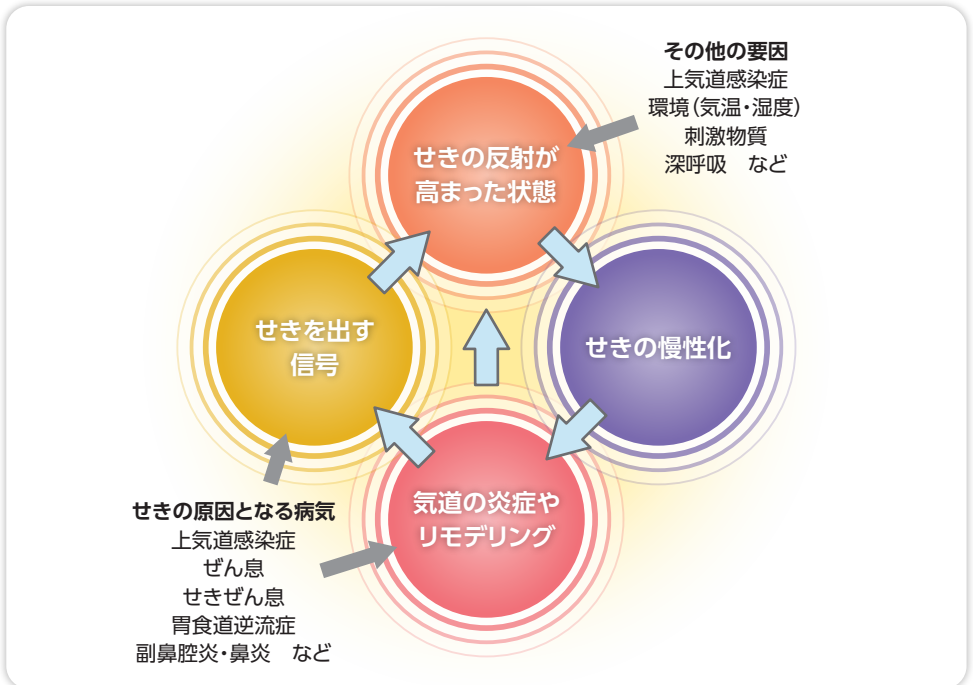 その他の要因
上気道感染症
環境(気温・湿度)
刺激物質
深呼吸　など
せきの反射が
高まった状態
せきを出す
信号
せきの慢性化
気道の炎症や
リモデリング
せきの原因となる病気
上気道感染症
ぜん息
せきぜん息
胃食道逆流症
副鼻腔炎・鼻炎　など